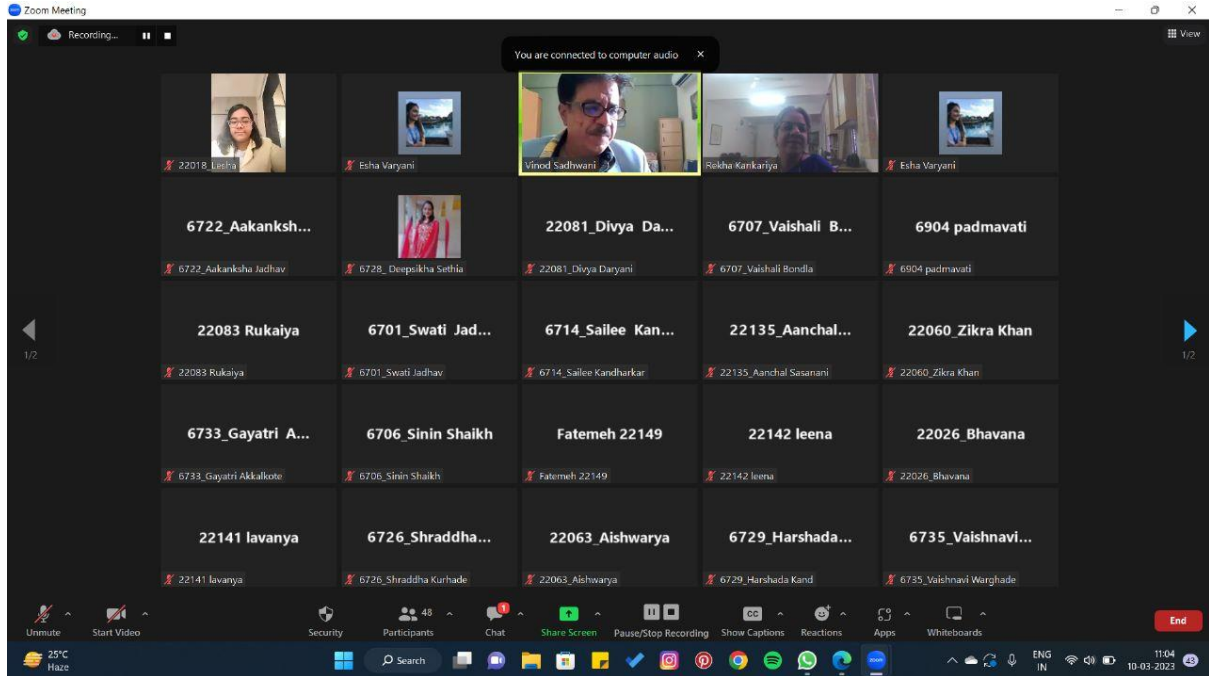 Zoom Meeting
Recording...
View
You are connected to computer audio
22018_Lesha
Esha Varyani
Vinod Sadhwani
Rekha Kankariya
Esha Varyani
6722_Aakanksh...
22081_Divya Da...
6707_Vaishali B...
6904 padmavati
6722_Aakanksha Jadhav
6728_ Deepsikha Sethia
22081_Divya Daryani
6707_Vaishali Bondla
6904 padmavati
22083 Rukaiya
6701_Swati Jad...
6714_Sailee Kan...
22135_Aanchal...
22060_Zikra Khan
1/2
1/2
22083 Rukaiya
6701_Swati Jadhav
6714_Sailee Kandharkar
22135_Aanchal Sasanani
22060_Zikra Khan
6733_Gayatri A...
6706_Sinin Shaikh
Fatemeh 22149
22142 leena
22026_Bhavana
6733_Gayatri Akkalkote
6706_Sinin Shaikh
Fatemeh 22149
22142 leena
22026_Bhavana
22141 lavanya
6726_Shraddha...
22063_Aishwarya
6729_Harshada...
6735_Vaishnavi...
22141 lavanya
6726_Shraddha Kurhade
22063_Aishwarya
6729_Harshada Kand
6735_Vaishnavi Warghade
48
1
CC
Unmute
Start Video
Security
Participants
Chat
Share Screen
Pause/Stop Recording
Show Captions
Reactions
Apps
Whiteboards
End
25°C
Haze
Search
zoom
ENG
IN
11:04
10-03-2023
43